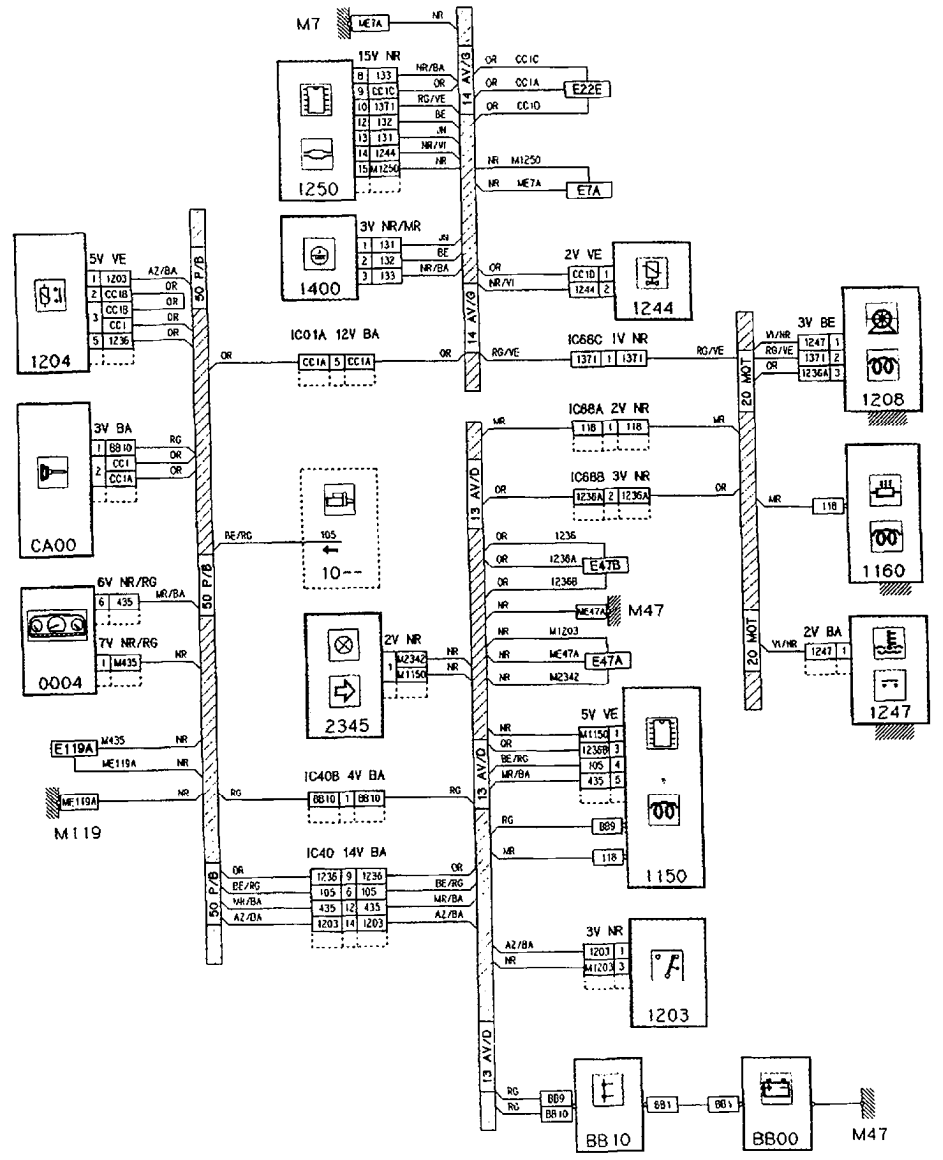 M7
ME7A
NR
15V NR
8 133 NR/BA
9 CC1C OR
10 1371 RG/VE
12 132 BE
13 131 JN
14 1244 NR/VI
15 M1250 NR
1250
14 AV/G
OR CC1C
OR CC1A
E22E
OR CC1D
NR M1250
NR ME7A
E7A
3V NR/MR
1 131 JN
2 132 BE
3 133 NR/BA
1400
2V VE
OR CC1D 1
NR/VI 1244 2
1244
14 AV/G
5V VE
1 1203 AZ/BA
2 CC1B OR
3 CC1B OR
CC1 OR
5 1236 OR
1204
50 P/B
IC01A 12V BA
OR CC1A 5 CC1A OR
IC68C 1V NR
RG/VE 1371 1 1371 RG/VE
3V BE
VI/NR 1247 1
RG/VE 1371 2
OR 1236A 3
1208
20 MOT
IC68A 2V NR
MR 118 1 118 MR
IC68B 3V NR
OR 1236A 2 1236A OR
13 AV/D
3V BA
1 BB10 RG
2 CC1 OR
CC1A OR
CA00
BE/RG 105
10--
MR 118
1160
OR 1236
OR 1236A
E47B
OR 1236B
NR ME47A
M47
NR M1203
NR ME47A
E47A
NR M2342
50 P/B
6V NR/RG
6 435 MR/BA
7V NR/RG
1 M435 NR
0004
2V NR
1 M2342 NR
M1150 NR
2345
20 MOT
2V BA
VI/NR 1247 1
1247
5V VE
NR M1150 1
OR 1236B 3
BE/RG 105 4
MR/BA 435 5
RG BB9
MR 118
1150
13 AV/D
E119A M435 NR
ME119A NR
ME119A NR
M119
IC40B 4V BA
RG BB10 1 BB10 RG
IC40 14V BA
OR 1236 9 1236 OR
BE/RG 105 6 105 BE/RG
MR/BA 435 12 435 MR/BA
AZ/BA 1203 14 1203 AZ/BA
50 P/B
3V NR
AZ/BA 1203 1
NR M1203 3
1203
13 AV/D
RG BB9
RG BB10
BB10
BB1
BB1
BB00
M47